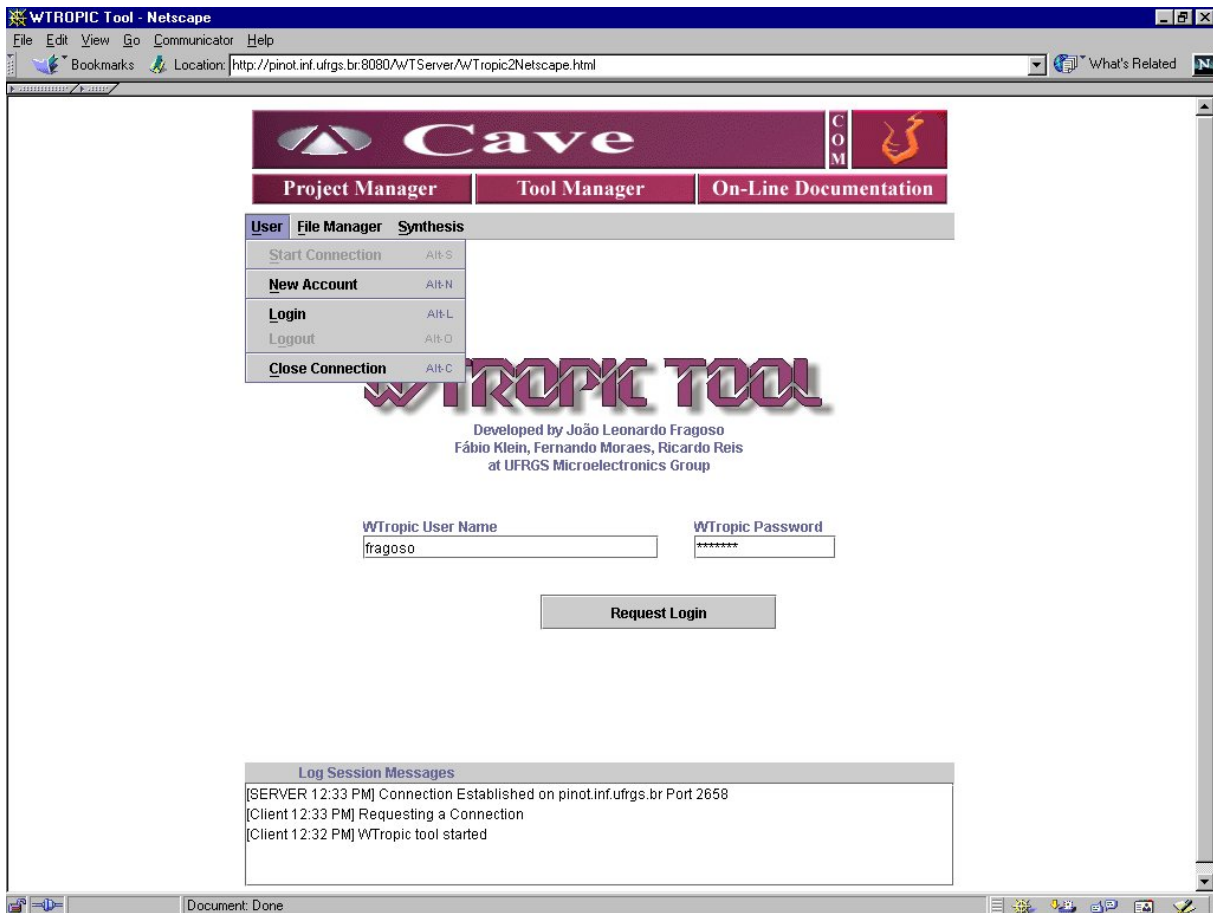 WTROPIC Tool - Netscape
File Edit View Go Communicator Help
Bookmarks Location: http://pinot.inf.ufrgs.br:8080/WTServer/WTropic2Netscape.html What's Related N
Cave COM
Project Manager Tool Manager On-Line Documentation
User File Manager Synthesis
Start Connection Alt-S
New Account Alt-N
Login Alt-L
Logout Alt-O
Close Connection Alt-C
WTROPIC TOOL
Developed by João Leonardo Fragoso
Fábio Klein, Fernando Moraes, Ricardo Reis
at UFRGS Microelectronics Group
WTropic User Name WTropic Password
fragoso *******
Request Login
Log Session Messages
[SERVER 12:33 PM] Connection Established on pinot.inf.ufrgs.br Port 2658
[Client 12:33 PM] Requesting a Connection
[Client 12:32 PM] WTropic tool started
Document: Done